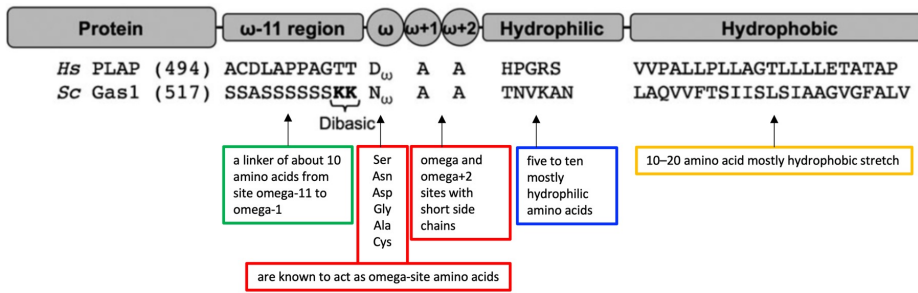 Protein ω-11 region ω ω+1 ω+2 Hydrophilic Hydrophobic
Hs PLAP (494) ACDLAPPAGTT Dω A A HPGRS VVPALLPLLAGTLLLLETATAP
Sc Gas1 (517) SSASSSSSSKK Nω A A TNVKAN LAQVVFTSIISLSIAAGVGFALV
Dibasic
a linker of about 10
amino acids from
site omega-11 to
omega-1
Ser
Asn
Asp
Gly
Ala
Cys
omega and
omega+2
sites with
short side
chains
five to ten
mostly
hydrophilic
amino acids
10–20 amino acid mostly hydrophobic stretch
are known to act as omega-site amino acids